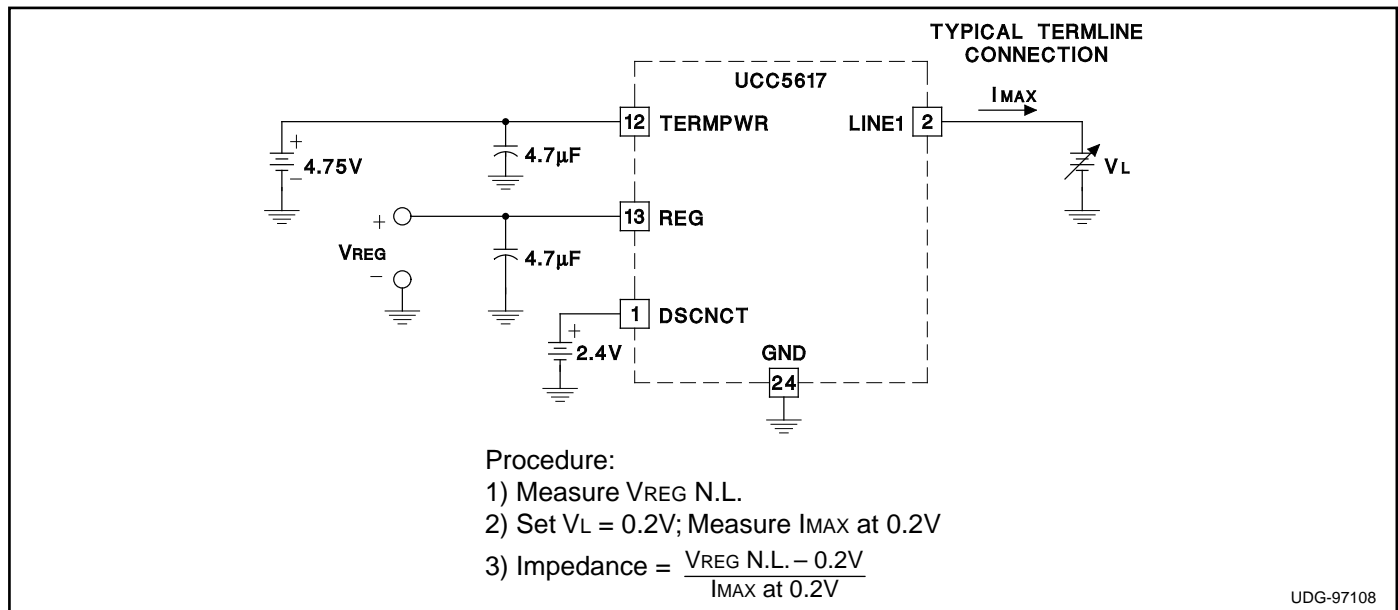 TYPICAL TERMLINE
CONNECTION
UCC5617
IMAX
12 TERMPWR
LINE1 2
+
4.7µF
4.75V
–
VL
+
13 REG
VREG
4.7µF
–
1 DSCNCT
+
2.4V
GND
24
Procedure:
1) Measure VREG N.L.
2) Set VL = 0.2V; Measure IMAX at 0.2V
3) Impedance = VREG N.L. – 0.2V
IMAX at 0.2V
UDG-97108